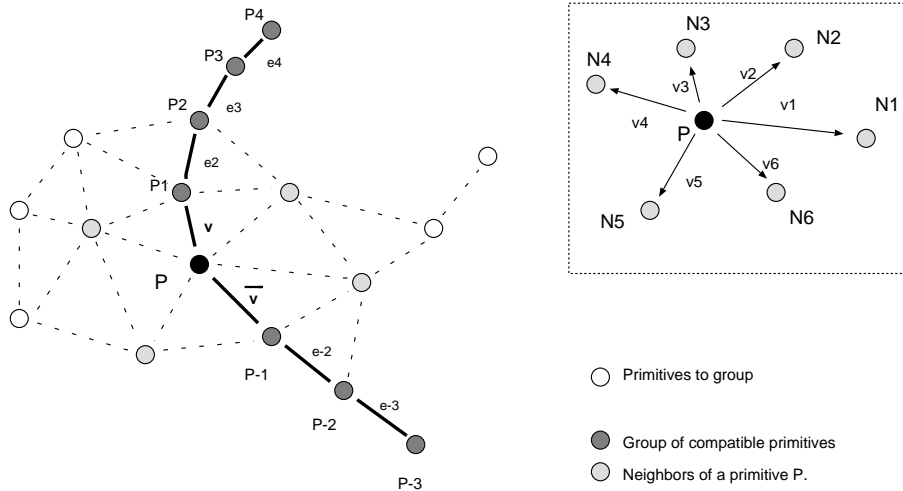 P4
P3
e4
e3
P2
e2
P1
v
P
v
P-1
e-2
P-2
e-3
P-3
N3
N2
N4
v2
v3
v1
N1
v4
P
v6
v5
N5
N6
Primitives to group
Group of compatible primitives
Neighbors of a primitive P.